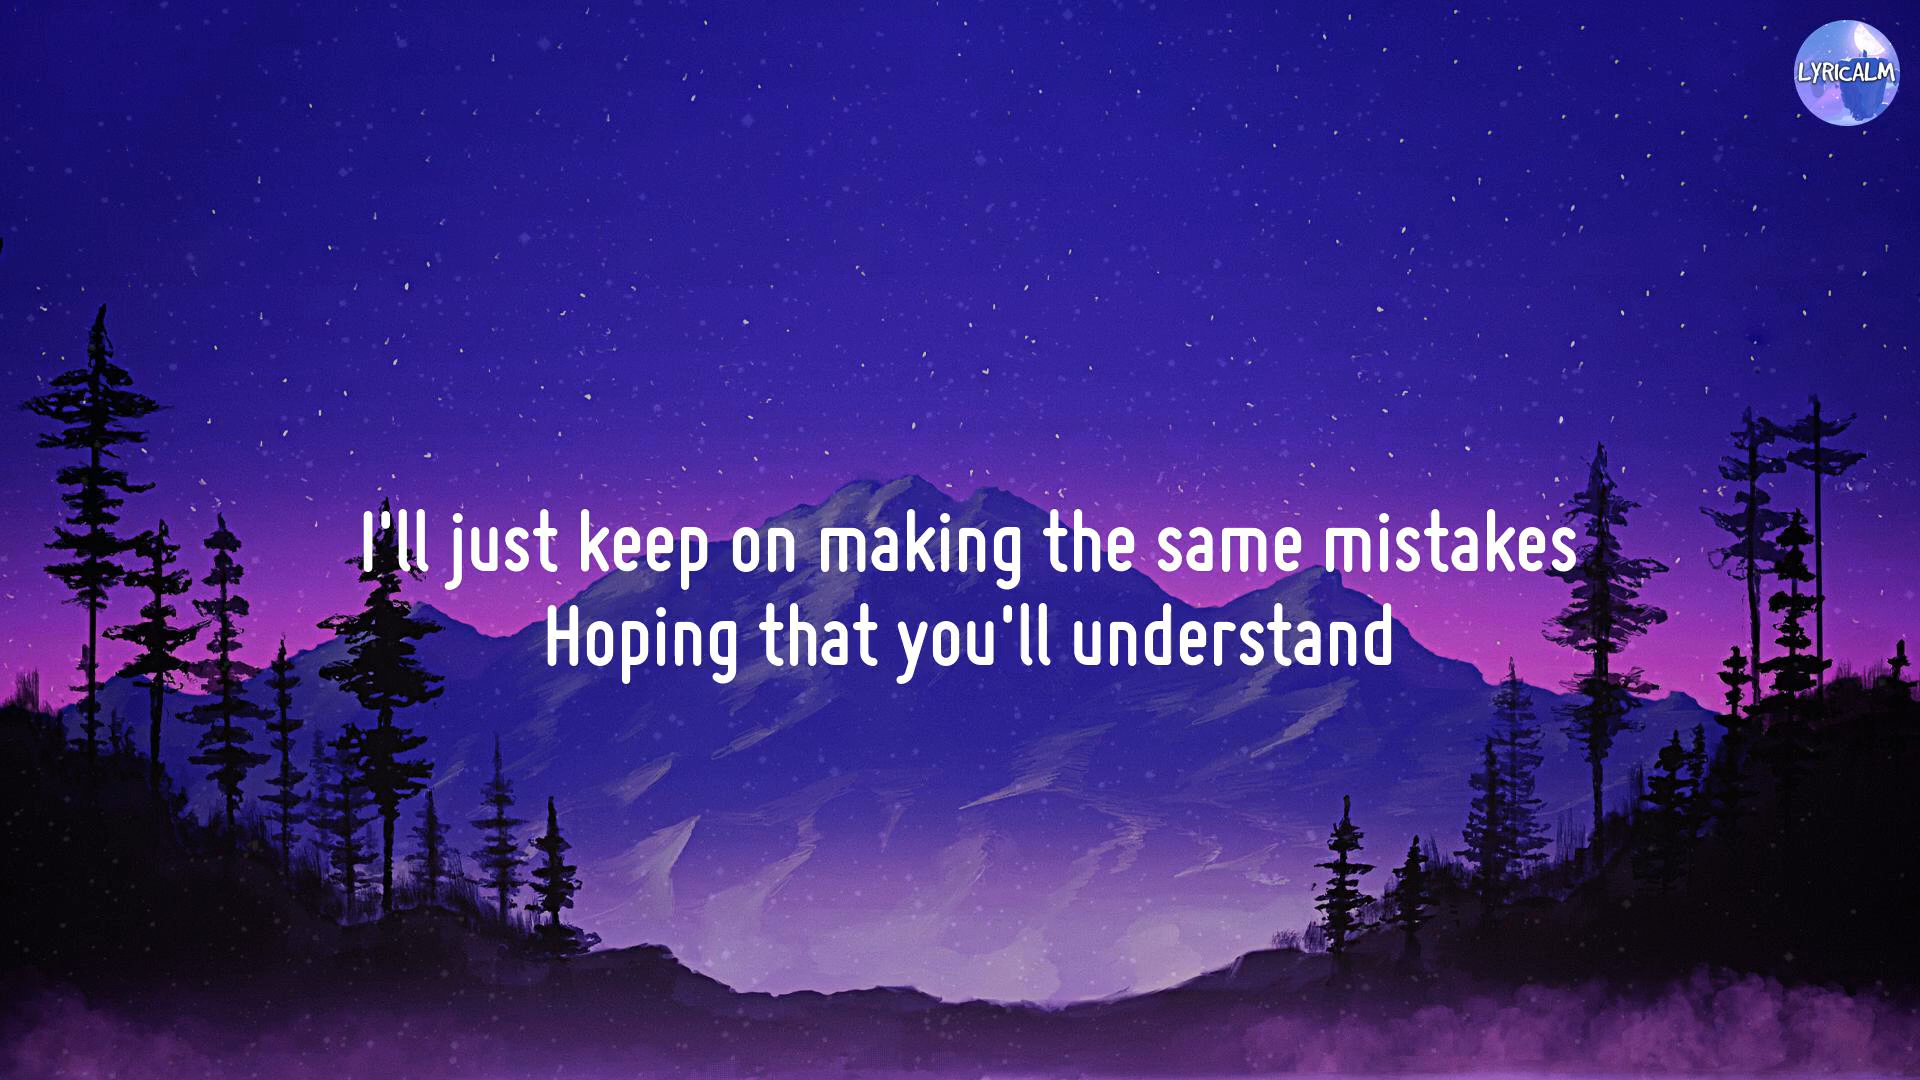 LYRICALM
I'll just keep on making the same mistakes
Hoping that you'll understand